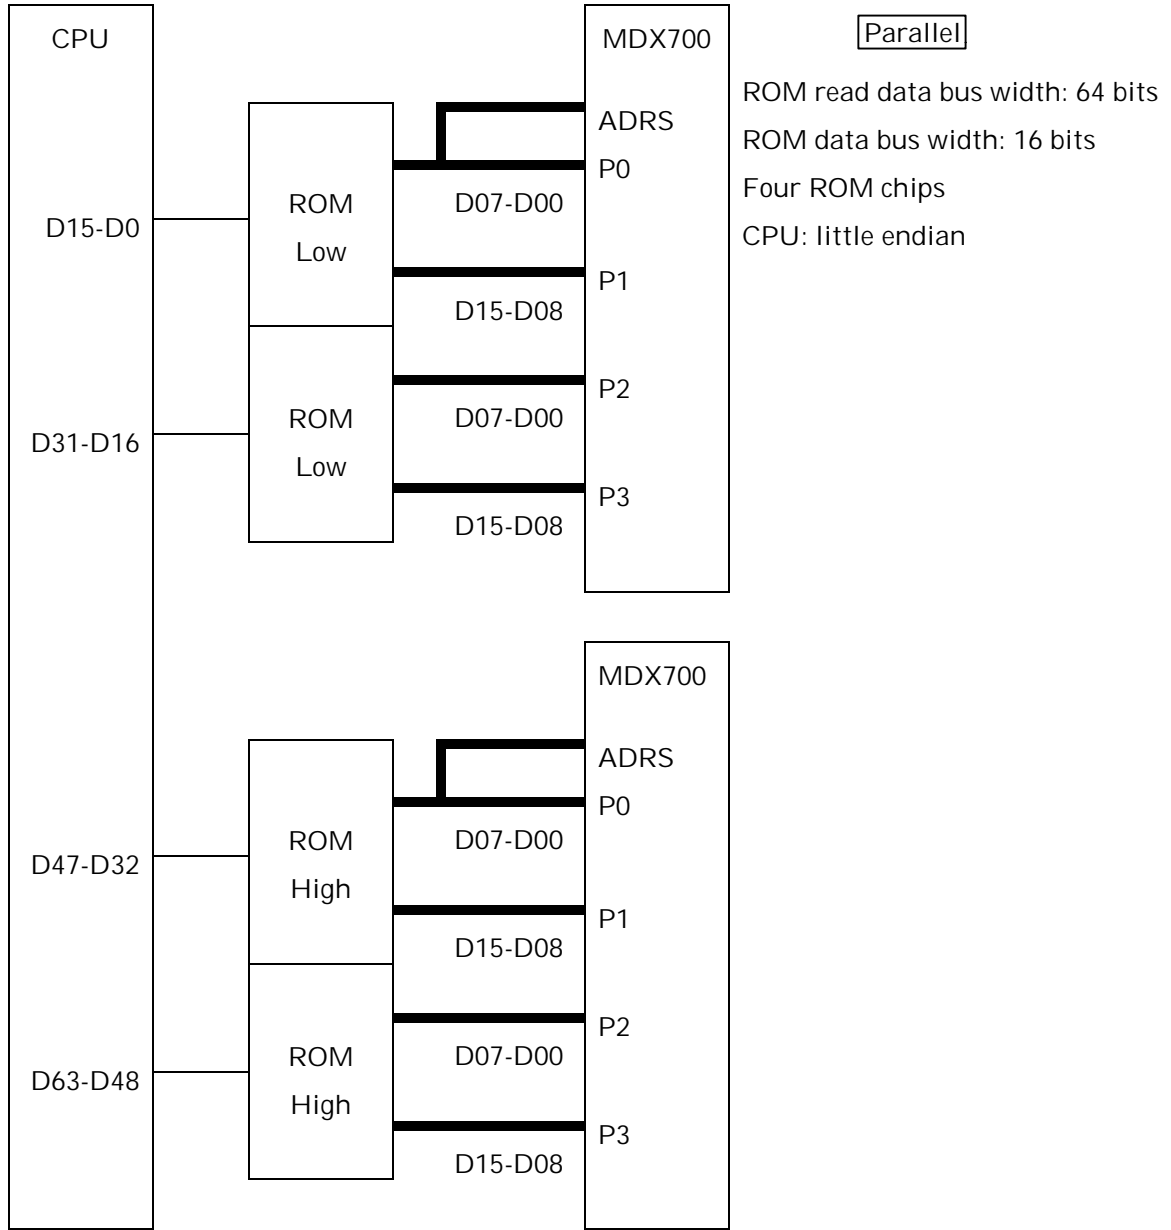 CPU
MDX700
Parallel
ROM read data bus width: 64 bits
ADRS
ROM data bus width: 16 bits
P0
Four ROM chips
ROM
Low
D07-D00
D15-D0
CPU: little endian
P1
D15-D08
P2
ROM
Low
D07-D00
D31-D16
P3
D15-D08
MDX700
ADRS
P0
ROM
High
D07-D00
D47-D32
P1
D15-D08
P2
ROM
High
D07-D00
D63-D48
P3
D15-D08